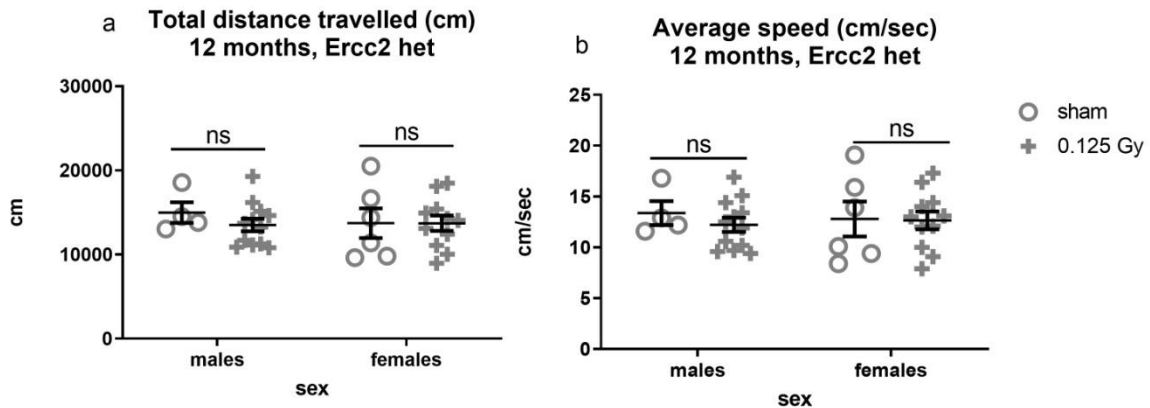 a
Total distance travelled (cm)
12 months, Ercc2 het
30000
20000
10000
0
cm
ns
ns
males
females
sex
b
Average speed (cm/sec)
12 months, Ercc2 het
25
20
15
10
5
0
cm/sec
ns
ns
males
females
sex
sham
0.125 Gy